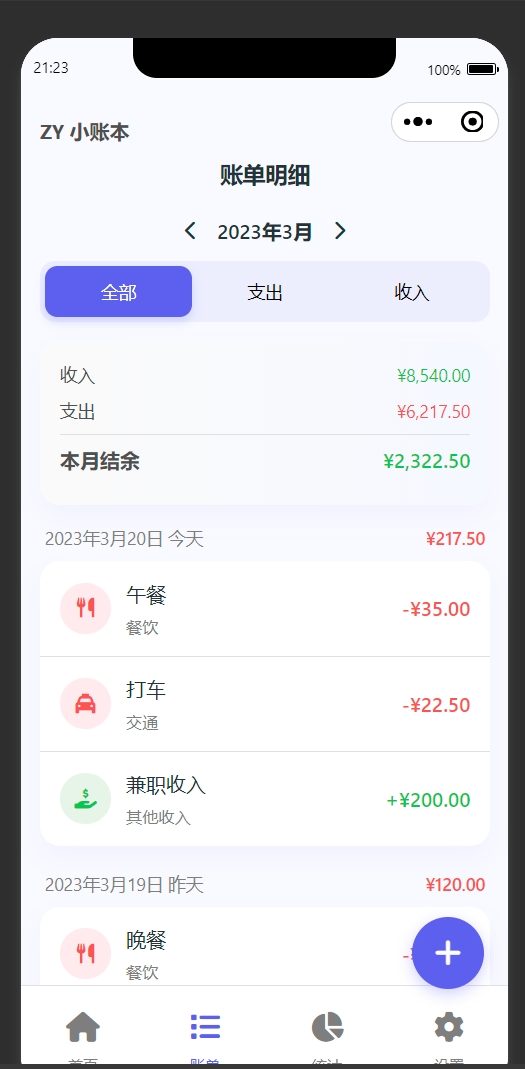 21:23
100%
ZY 小账本
账单明细
2023年3月
全部 支出 收入
收入 ¥8,540.00
支出 ¥6,217.50
本月结余 ¥2,322.50
2023年3月20日 今天 ¥217.50
午餐
餐饮
-¥35.00
打车
交通
-¥22.50
兼职收入
其他收入
+¥200.00
2023年3月19日 昨天 ¥120.00
晚餐
餐饮
首页 账单 统计 设置